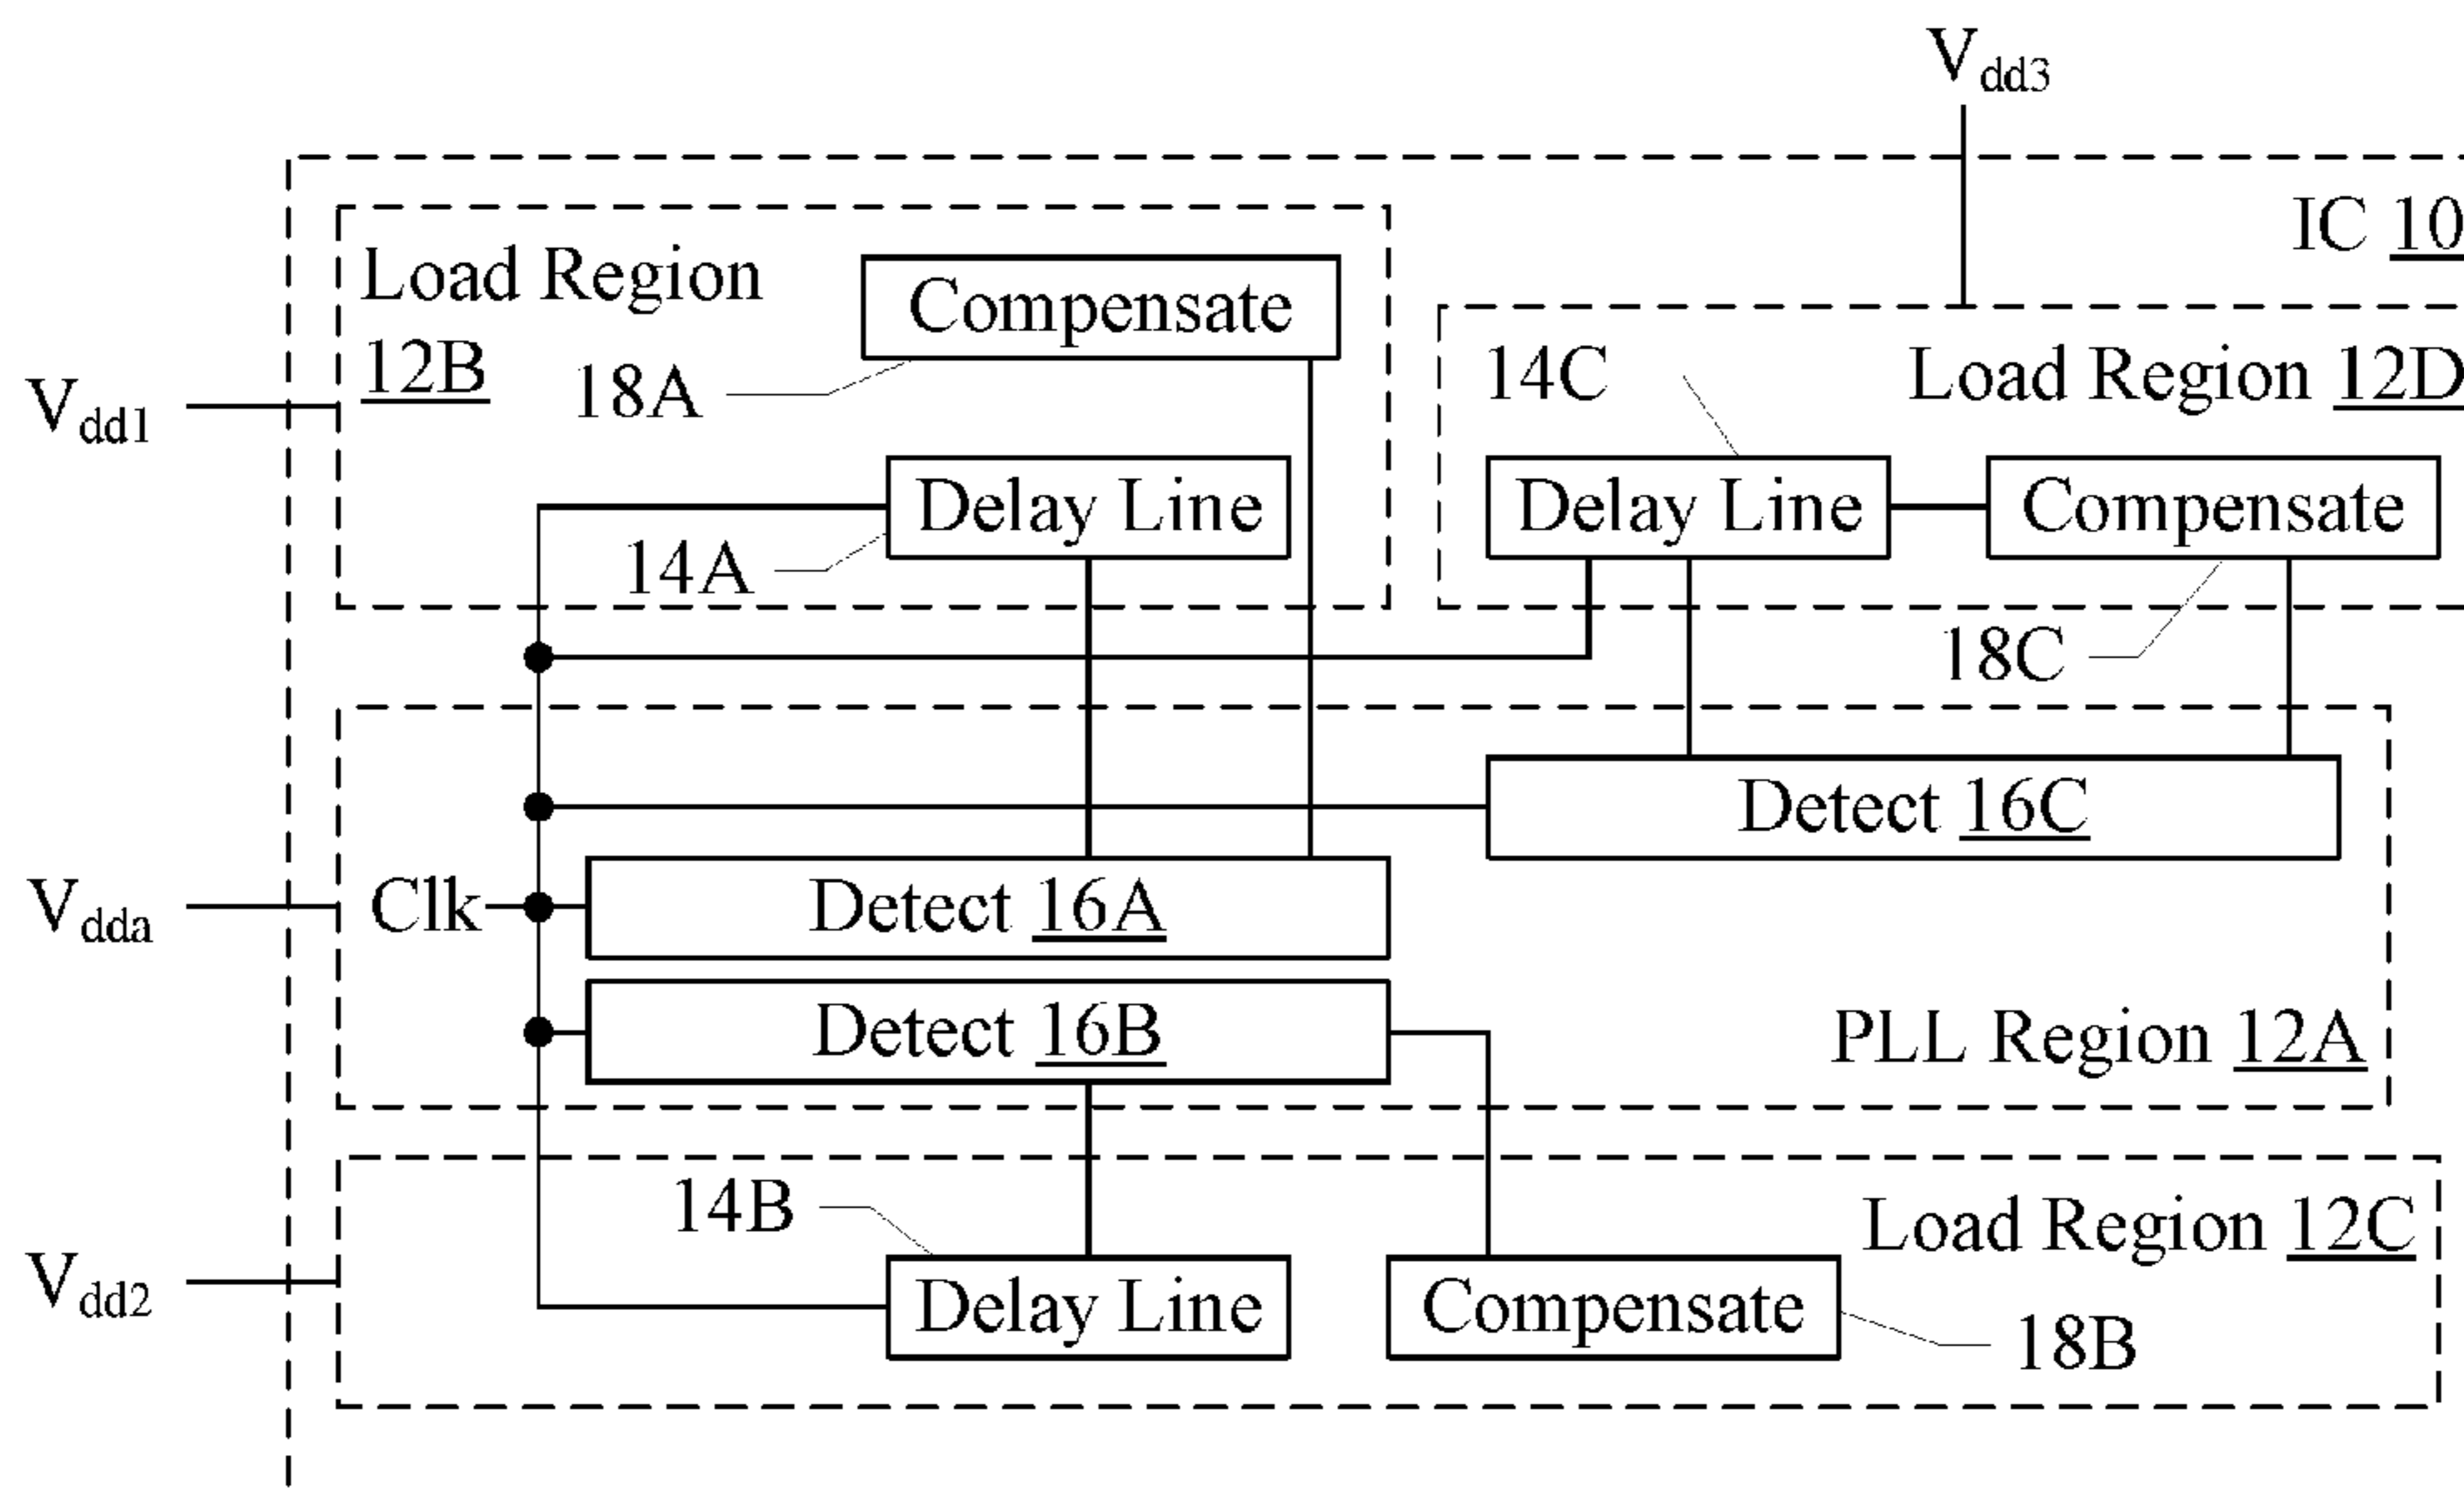 Vdd3
IC 10
Load Region
12B
Compensate
18A
Vdd1
14C
Load Region 12D
Delay Line
14A
Delay Line
Compensate
18C
Detect 16C
Vdda
Clk
Detect 16A
Detect 16B
PLL Region 12A
14B
Load Region 12C
Vdd2
Delay Line
Compensate
18B